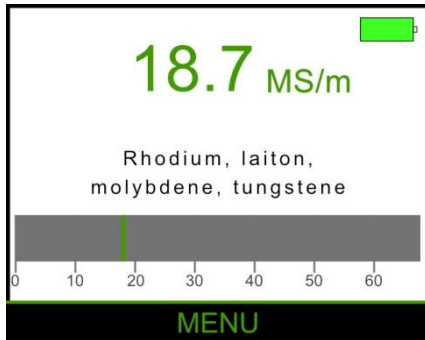 18.7 MS/m
Rhodium, laiton,
molybdene, tungstene
0 10 20 30 40 50 60
MENU